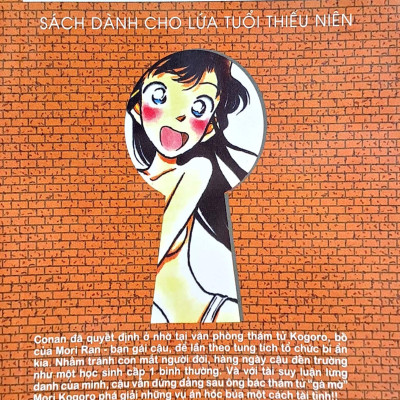 SÁCH DÀNH CHO LỨA TUỔI THIẾU NIÊN
Conan đã quyết định ở nhờ tại văn phòng thám tử Kogoro, bố
của Mori Ran - bạn gái cậu, để lần theo tung tích tổ chức bí ẩn
kia. Nhằm tránh con mắt người đời, hàng ngày cậu đến trường
như một học sinh cấp 1 bình thường. Và với tài suy luận lừng
danh của mình, cậu vẫn đứng đằng sau ông bác thám tử "gà mờ"
Mori Kogoro phá giải những vụ án hóc búa một cách tài tình!!